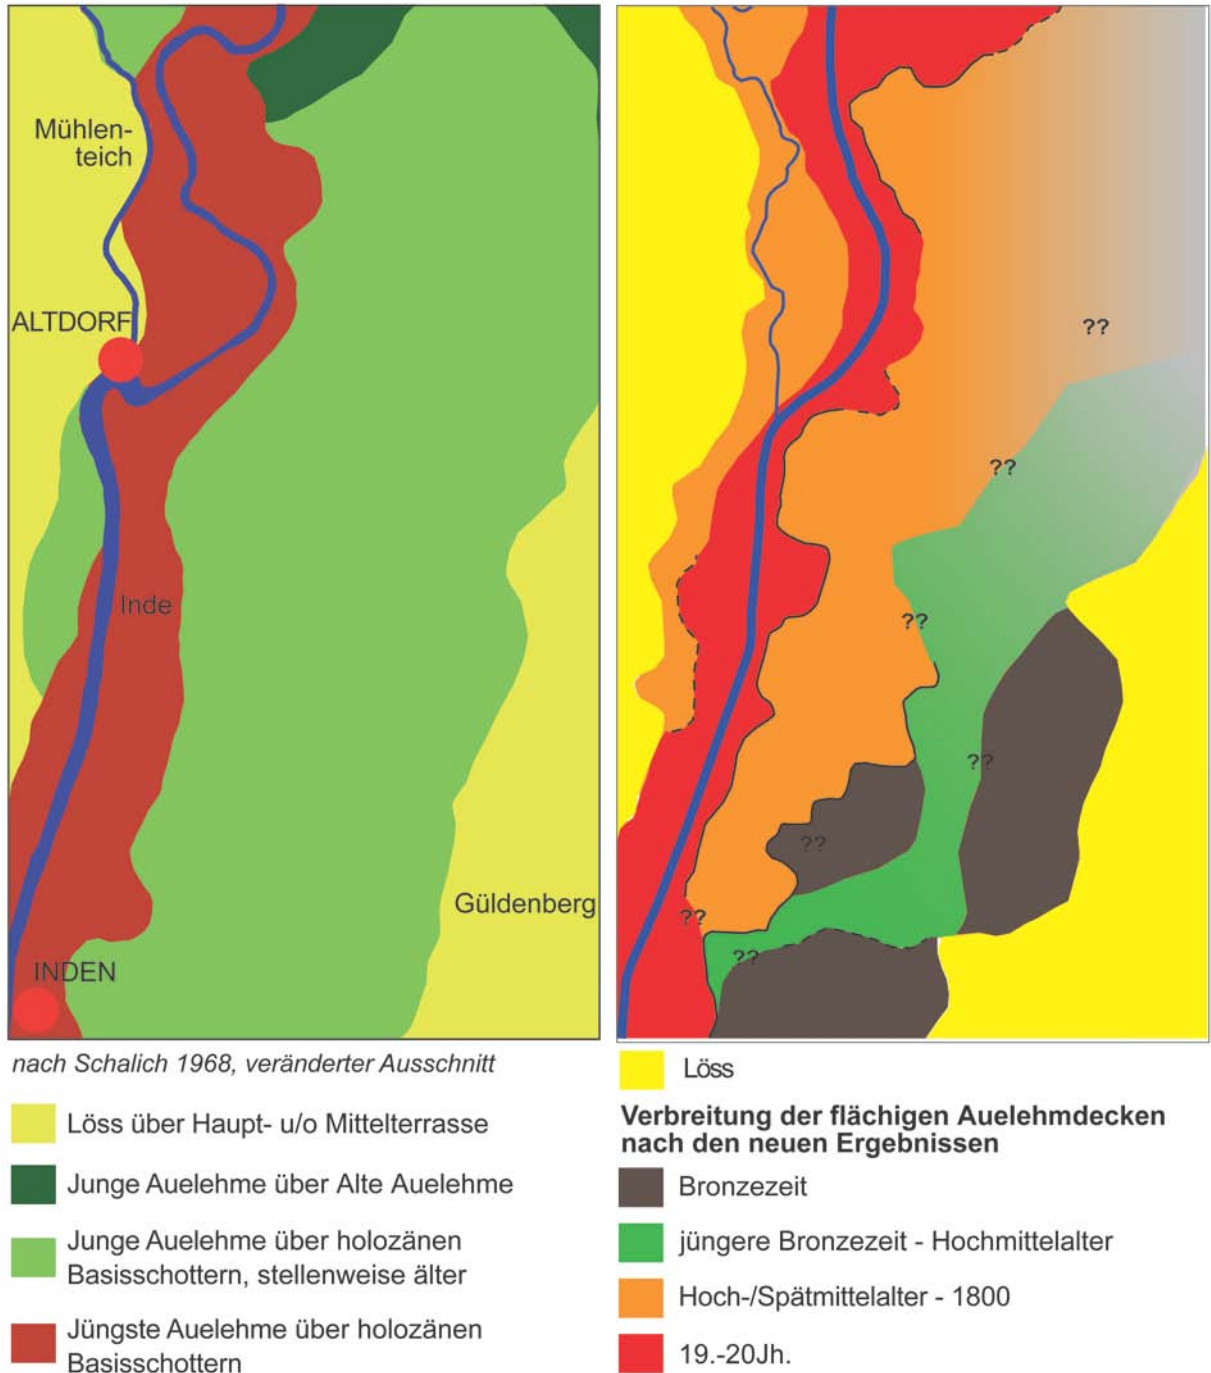 Mühlen-
teich
ALTDORF
Inde
Güldenberg
INDEN
??
??
??
??
??
??
??
nach Schalich 1968, veränderter Ausschnitt
Löss über Haupt- u/o Mittelterrasse
Junge Auelehme über Alte Auelehme
Junge Auelehme über holozänen
Basisschottern, stellenweise älter
Jüngste Auelehme über holozänen
Basisschottern
Löss
Verbreitung der flächigen Auelehmdecken
nach den neuen Ergebnissen
Bronzezeit
jüngere Bronzezeit - Hochmittelalter
Hoch-/Spätmittelalter - 1800
19.-20Jh.